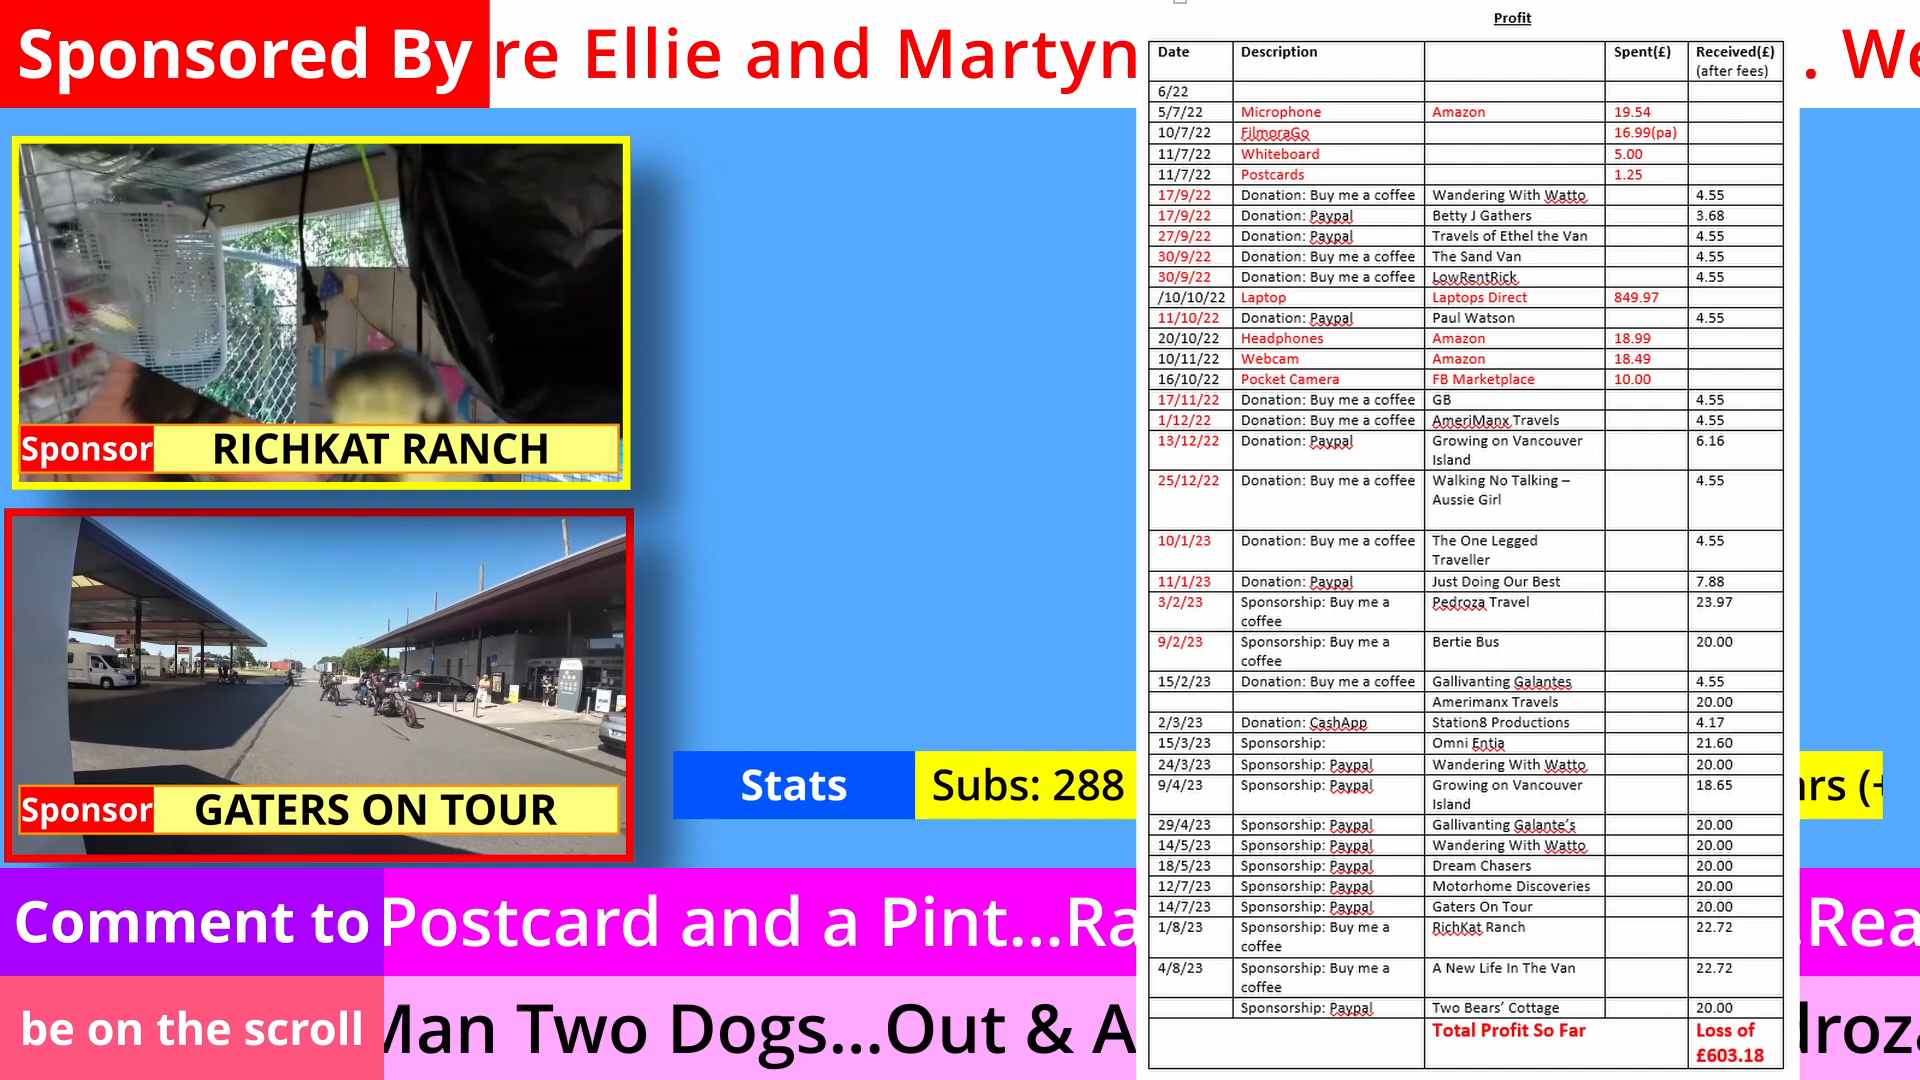 Sponsored By
re Ellie and Martyn
. We
Sponsor RICHKAT RANCH
Sponsor GATERS ON TOUR
Stats
Subs: 288
ars (+
Comment to
Postcard and a Pint...Ra
.Rea
be on the scroll
Man Two Dogs...Out & A
droza
Profit
Date Description Spent(£) Received(£)
(after fees)
6/22
5/7/22 Microphone Amazon 19.54
10/7/22 FilmoraGo 16.99(pa)
11/7/22 Whiteboard 5.00
11/7/22 Postcards 1.25
17/9/22 Donation: Buy me a coffee Wandering With Watto 4.55
17/9/22 Donation: Paypal Betty J Gathers 3.68
27/9/22 Donation: Paypal Travels of Ethel the Van 4.55
30/9/22 Donation: Buy me a coffee The Sand Van 4.55
30/9/22 Donation: Buy me a coffee LowRentRick 4.55
/10/10/22 Laptop Laptops Direct 849.97
11/10/22 Donation: Paypal Paul Watson 4.55
20/10/22 Headphones Amazon 18.99
10/11/22 Webcam Amazon 18.49
16/10/22 Pocket Camera FB Marketplace 10.00
17/11/22 Donation: Buy me a coffee GB 4.55
1/12/22 Donation: Buy me a coffee AmeriManx Travels 4.55
13/12/22 Donation: Paypal Growing on Vancouver 6.16
Island
25/12/22 Donation: Buy me a coffee Walking No Talking – 4.55
Aussie Girl
10/1/23 Donation: Buy me a coffee The One Legged 4.55
Traveller
11/1/23 Donation: Paypal Just Doing Our Best 7.88
3/2/23 Sponsorship: Buy me a Pedroza Travel 23.97
coffee
9/2/23 Sponsorship: Buy me a Bertie Bus 20.00
coffee
15/2/23 Donation: Buy me a coffee Gallivanting Galantes 4.55
Amerimanx Travels 20.00
2/3/23 Donation: CashApp Station8 Productions 4.17
15/3/23 Sponsorship: Omni Entia 21.60
24/3/23 Sponsorship: Paypal Wandering With Watto 20.00
9/4/23 Sponsorship: Paypal Growing on Vancouver 18.65
Island
29/4/23 Sponsorship: Paypal Gallivanting Galante’s 20.00
14/5/23 Sponsorship: Paypal Wandering With Watto 20.00
18/5/23 Sponsorship: Paypal Dream Chasers 20.00
12/7/23 Sponsorship: Paypal Motorhome Discoveries 20.00
14/7/23 Sponsorship: Paypal Gaters On Tour 20.00
1/8/23 Sponsorship: Buy me a RichKat Ranch 22.72
coffee
4/8/23 Sponsorship: Buy me a A New Life In The Van 22.72
coffee
Sponsorship: Paypal Two Bears’ Cottage 20.00
Total Profit So Far Loss of
£603.18